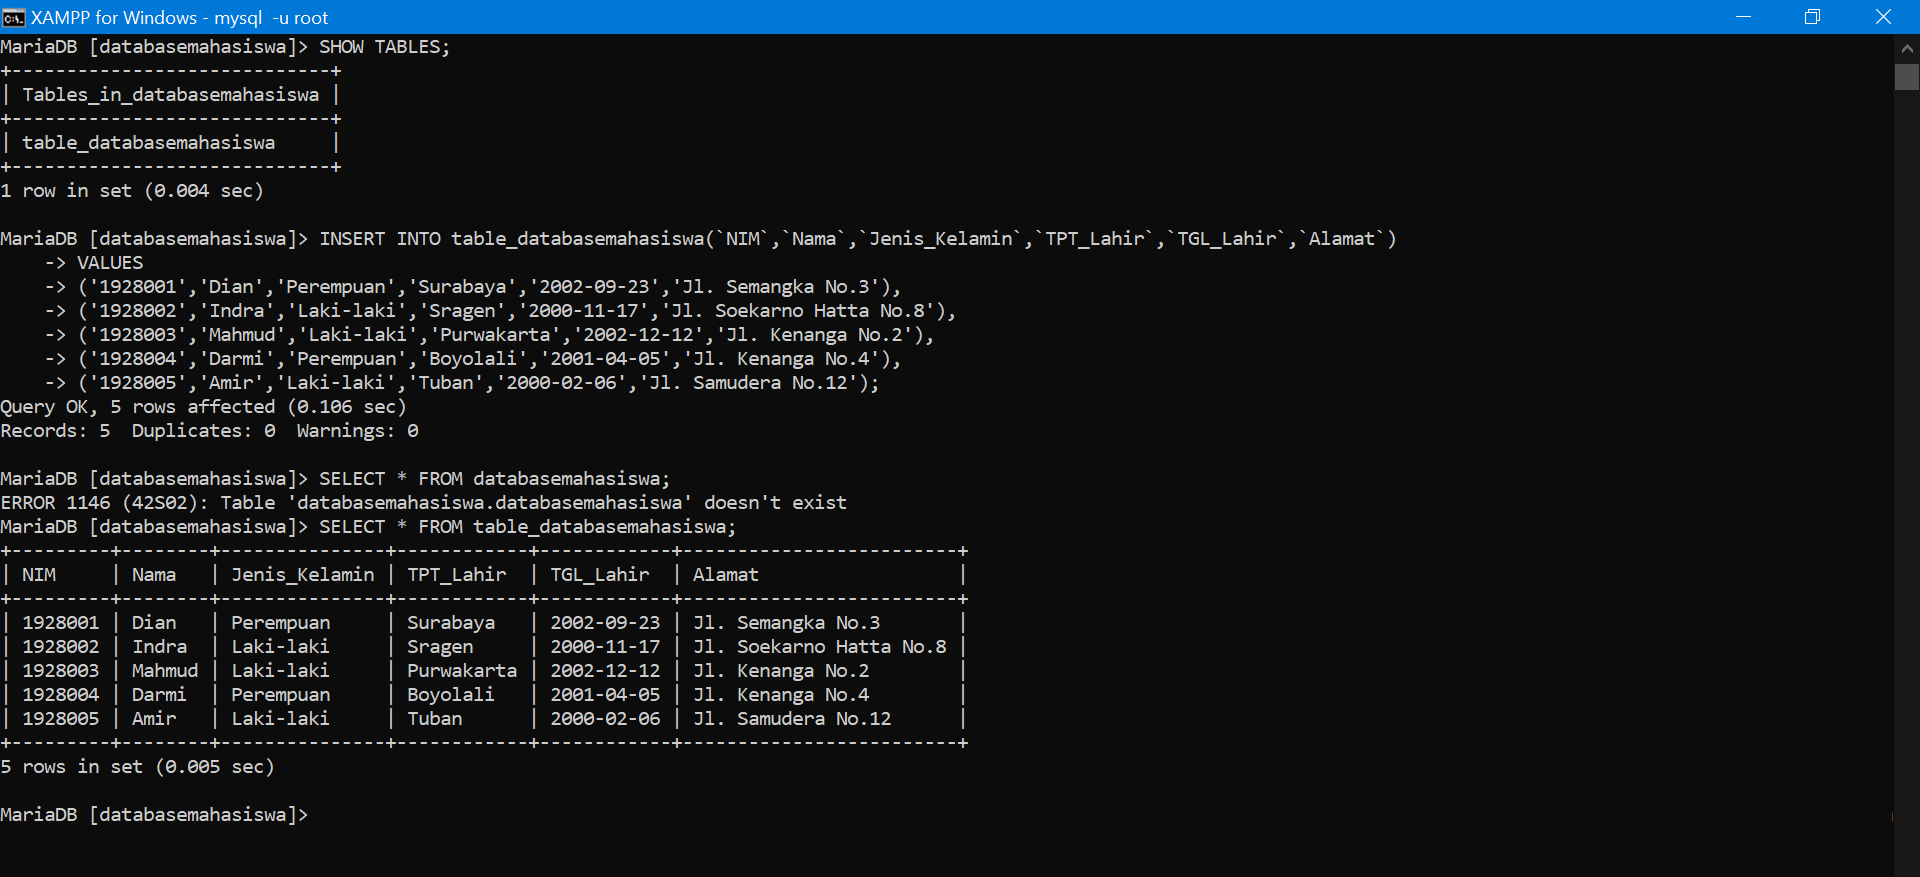 XAMPP for Windows - mysql  -u root
MariaDB [databasemahasiswa]> SHOW TABLES;
+-----------------------------+
| Tables_in_databasemahasiswa |
+-----------------------------+
| table_databasemahasiswa     |
+-----------------------------+
1 row in set (0.004 sec)

MariaDB [databasemahasiswa]> INSERT INTO table_databasemahasiswa(`NIM`,`Nama`,`Jenis_Kelamin`,`TPT_Lahir`,`TGL_Lahir`,`Alamat`)
    -> VALUES
    -> ('1928001','Dian','Perempuan','Surabaya','2002-09-23','Jl. Semangka No.3'),
    -> ('1928002','Indra','Laki-laki','Sragen','2000-11-17','Jl. Soekarno Hatta No.8'),
    -> ('1928003','Mahmud','Laki-laki','Purwakarta','2002-12-12','Jl. Kenanga No.2'),
    -> ('1928004','Darmi','Perempuan','Boyolali','2001-04-05','Jl. Kenanga No.4'),
    -> ('1928005','Amir','Laki-laki','Tuban','2000-02-06','Jl. Samudera No.12');
Query OK, 5 rows affected (0.106 sec)
Records: 5  Duplicates: 0  Warnings: 0

MariaDB [databasemahasiswa]> SELECT * FROM databasemahasiswa;
ERROR 1146 (42S02): Table 'databasemahasiswa.databasemahasiswa' doesn't exist
MariaDB [databasemahasiswa]> SELECT * FROM table_databasemahasiswa;
+---------+--------+---------------+------------+------------+-------------------------+
| NIM     | Nama   | Jenis_Kelamin | TPT_Lahir  | TGL_Lahir  | Alamat                  |
+---------+--------+---------------+------------+------------+-------------------------+
| 1928001 | Dian   | Perempuan     | Surabaya   | 2002-09-23 | Jl. Semangka No.3       |
| 1928002 | Indra  | Laki-laki     | Sragen     | 2000-11-17 | Jl. Soekarno Hatta No.8 |
| 1928003 | Mahmud | Laki-laki     | Purwakarta | 2002-12-12 | Jl. Kenanga No.2        |
| 1928004 | Darmi  | Perempuan     | Boyolali   | 2001-04-05 | Jl. Kenanga No.4        |
| 1928005 | Amir   | Laki-laki     | Tuban      | 2000-02-06 | Jl. Samudera No.12      |
+---------+--------+---------------+------------+------------+-------------------------+
5 rows in set (0.005 sec)

MariaDB [databasemahasiswa]>